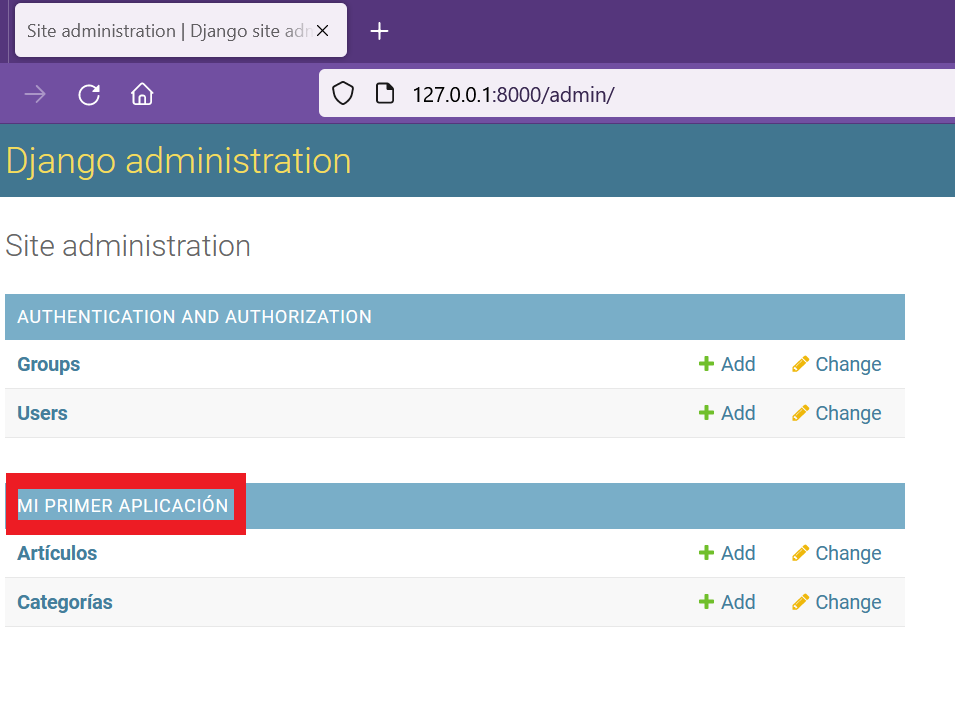 Site administration | Django site adm
127.0.0.1:8000/admin/
Django administration
Site administration
AUTHENTICATION AND AUTHORIZATION
Groups Add Change
Users Add Change
MI PRIMER APLICACIÓN
Artículos Add Change
Categorías Add Change